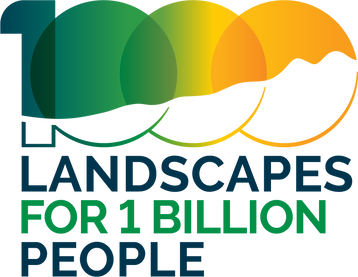 1000
LANDSCAPES
FOR 1 BILLION
PEOPLE